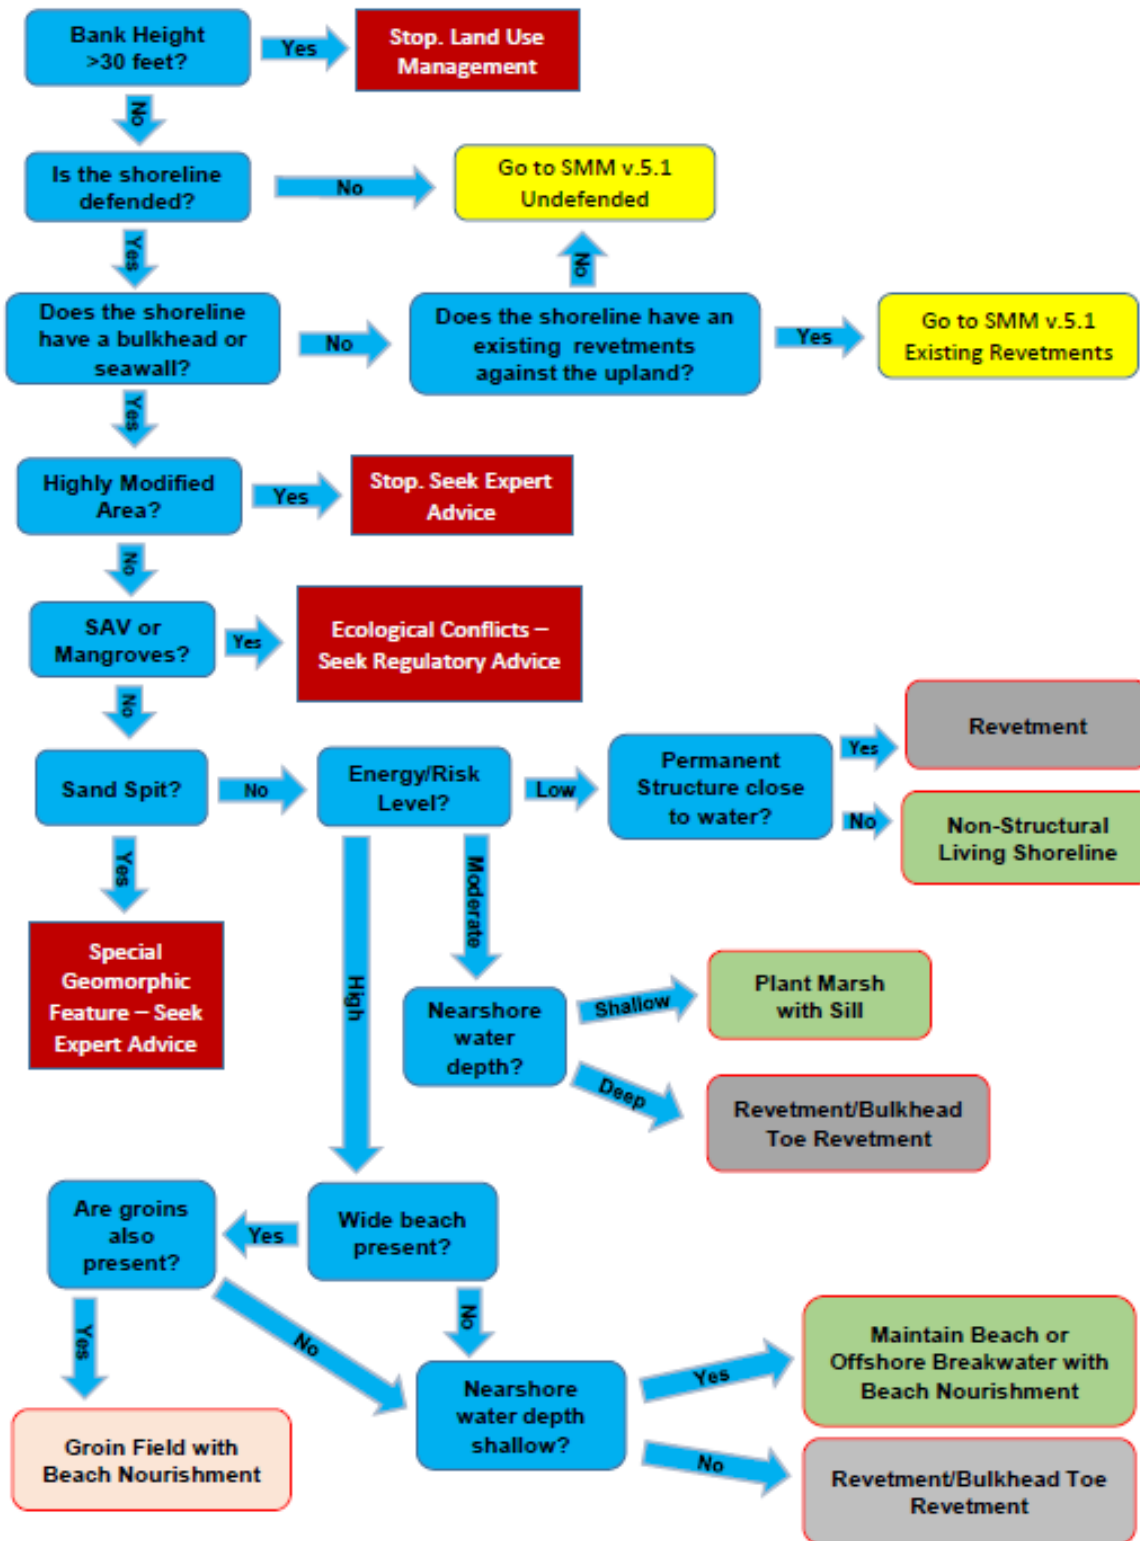 Bank Height
>30 feet?
Yes
Stop. Land Use
Management
No
Is the shoreline
defended?
No
Go to SMM v.5.1
Undefended
Yes
No
Does the shoreline
have a bulkhead or
seawall?
No
Does the shoreline have an
existing revetments
against the upland?
Yes
Go to SMM v.5.1
Existing Revetments
Yes
Highly Modified
Area?
Yes
Stop. Seek Expert
Advice
No
SAV or
Mangroves?
Yes
Ecological Conflicts –
Seek Regulatory Advice
No
Sand Spit?
No
Energy/Risk
Level?
Low
Permanent
Structure close
to water?
Yes
Revetment
No
Non-Structural
Living Shoreline
Yes
Special
Geomorphic
Feature – Seek
Expert Advice
High
Moderate
Nearshore
water
depth?
Shallow
Plant Marsh
with Sill
Deep
Revetment/Bulkhead
Toe Revetment
Wide beach
present?
Yes
Are groins
also
present?
Yes
Groin Field with
Beach Nourishment
No
No
Nearshore
water depth
shallow?
Yes
Maintain Beach or
Offshore Breakwater with
Beach Nourishment
No
Revetment/Bulkhead Toe
Revetment